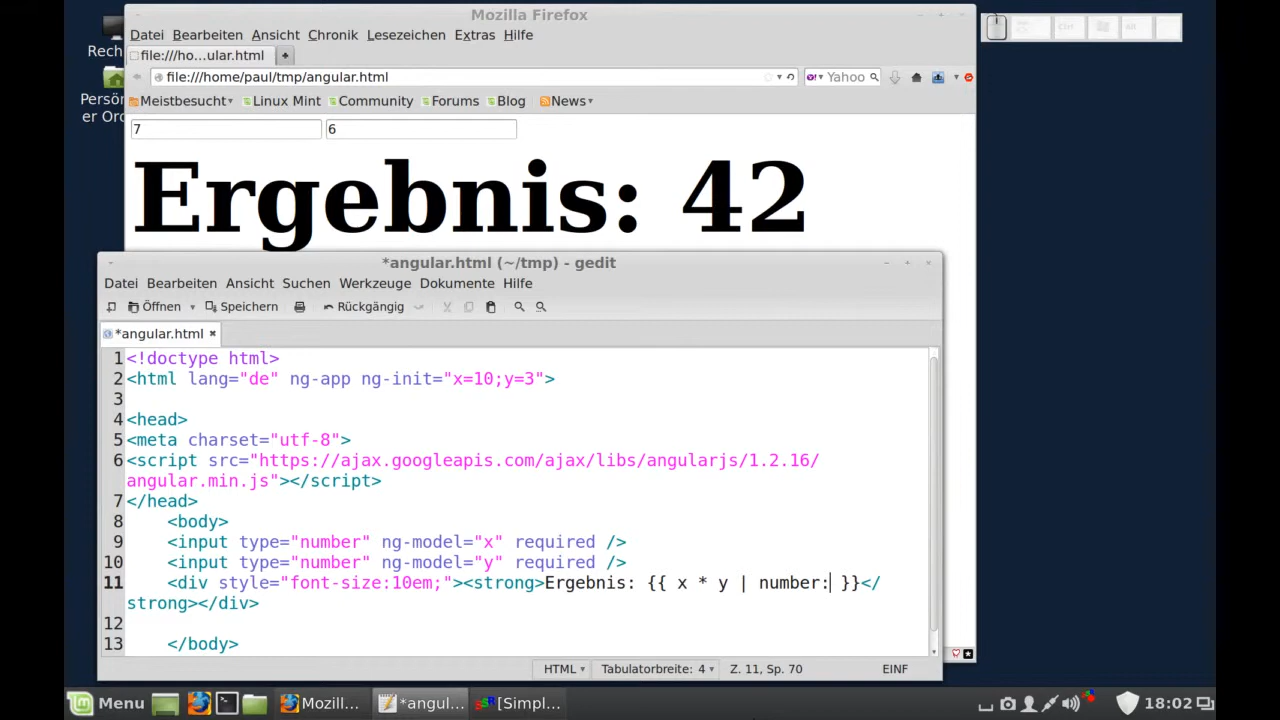 Mozilla Firefox
Datei Bearbeiten Ansicht Chronik Lesezeichen Extras Hilfe
file:///ho...ular.html
file:///home/paul/tmp/angular.html
Yahoo
Meistbesucht Linux Mint Community Forums Blog News
7 6
Ergebnis: 42
Rech
Persön
er Ord
*angular.html (~/tmp) - gedit
Datei Bearbeiten Ansicht Suchen Werkzeuge Dokumente Hilfe
Öffnen Speichern Rückgängig
*angular.html
1 <!doctype html>
2 <html lang="de" ng-app ng-init="x=10;y=3">
3
4 <head>
5 <meta charset="utf-8">
6 <script src="https://ajax.googleapis.com/ajax/libs/angularjs/1.2.16/
angular.min.js"></script>
7 </head>
8 <body>
9 <input type="number" ng-model="x" required />
10 <input type="number" ng-model="y" required />
11 <div style="font-size:10em;"><strong>Ergebnis: {{ x * y | number: }}</
strong></div>
12
13 </body>
HTML Tabulatorbreite: 4 Z. 11, Sp. 70 EINF
Menu Mozill... *angul... [Simpl... 18:02